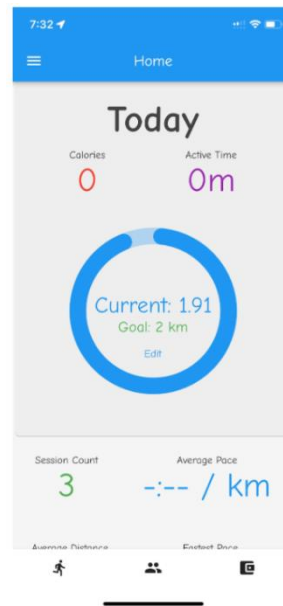 7:32
Home
Today
Calories Active Time
0 0m
Current: 1.91
Goal: 2 km
Edit
Session Count Average Pace
3 -:-- / km
Average Distance Fastest Pace